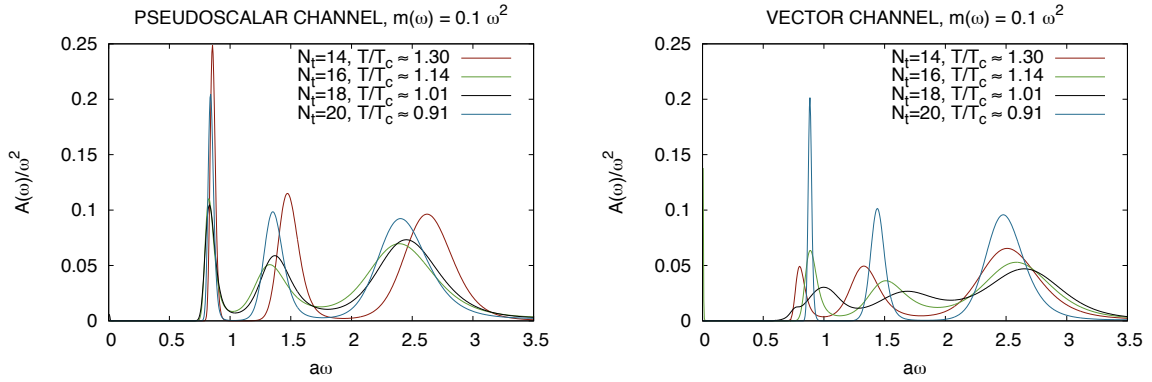 PSEUDOSCALAR CHANNEL, m(ω) = 0.1 ω²
A(ω)/ω²
0.25
0.2
0.15
0.1
0.05
0
N_t=14, T/T_c ≈ 1.30
N_t=16, T/T_c ≈ 1.14
N_t=18, T/T_c ≈ 1.01
N_t=20, T/T_c ≈ 0.91
0 0.5 1 1.5 2 2.5 3 3.5
aω
VECTOR CHANNEL, m(ω) = 0.1 ω²
A(ω)/ω²
0.25
0.2
0.15
0.1
0.05
0
N_t=14, T/T_c ≈ 1.30
N_t=16, T/T_c ≈ 1.14
N_t=18, T/T_c ≈ 1.01
N_t=20, T/T_c ≈ 0.91
0 0.5 1 1.5 2 2.5 3 3.5
aω